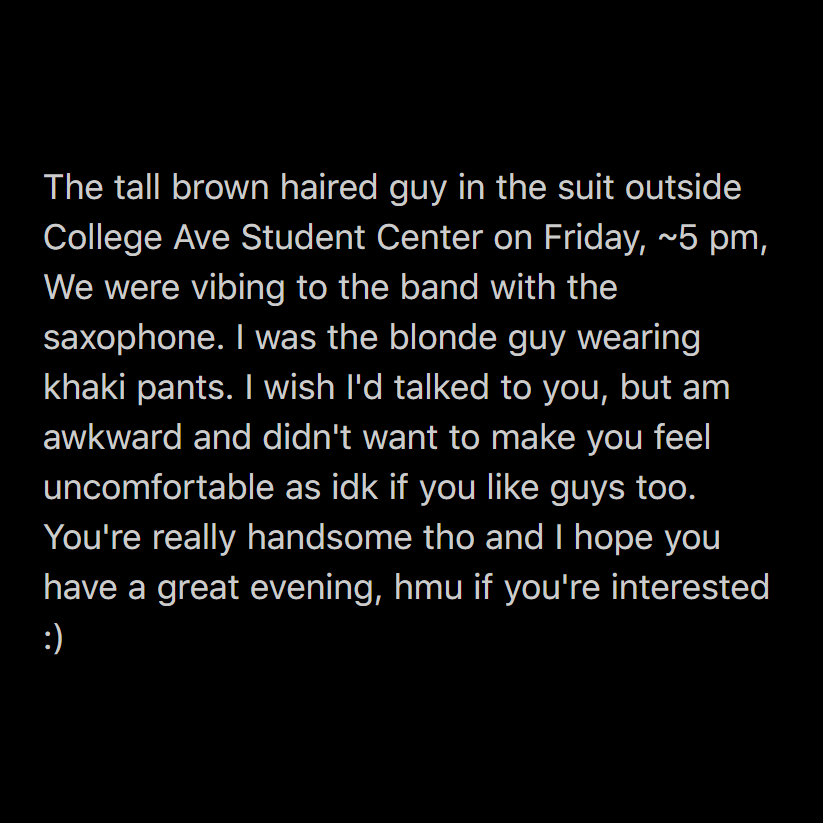 The tall brown haired guy in the suit outside
College Ave Student Center on Friday, ~5 pm,
We were vibing to the band with the
saxophone. I was the blonde guy wearing
khaki pants. I wish I'd talked to you, but am
awkward and didn't want to make you feel
uncomfortable as idk if you like guys too.
You're really handsome tho and I hope you
have a great evening, hmu if you're interested
:)